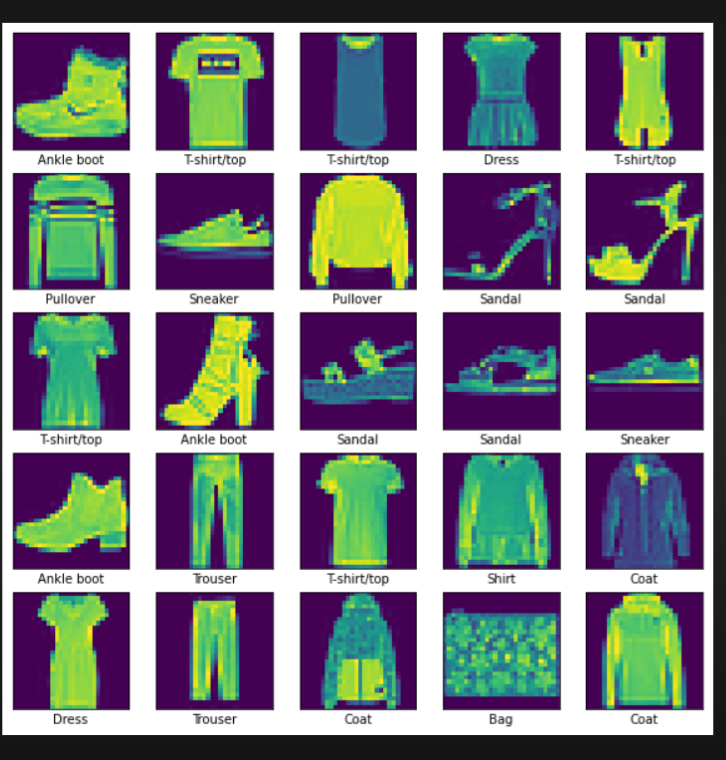 Ankle boot T-shirt/top T-shirt/top Dress T-shirt/top
Pullover Sneaker Pullover Sandal Sandal
T-shirt/top Ankle boot Sandal Sandal Sneaker
Ankle boot Trouser T-shirt/top Shirt Coat
Dress Trouser Coat Bag Coat